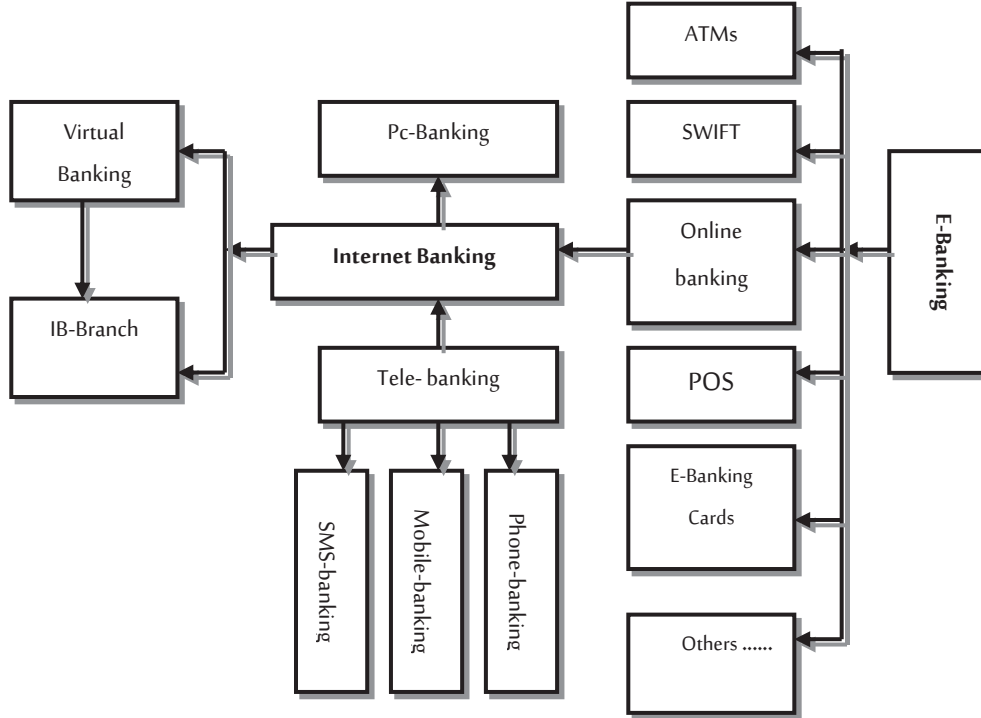 ATMs
SWIFT
Online
banking
POS
E-Banking
Cards
Others ......
E-Banking
Pc-Banking
Internet Banking
Tele- banking
SMS-banking
Mobile-banking
Phone-banking
Virtual
Banking
IB-Branch